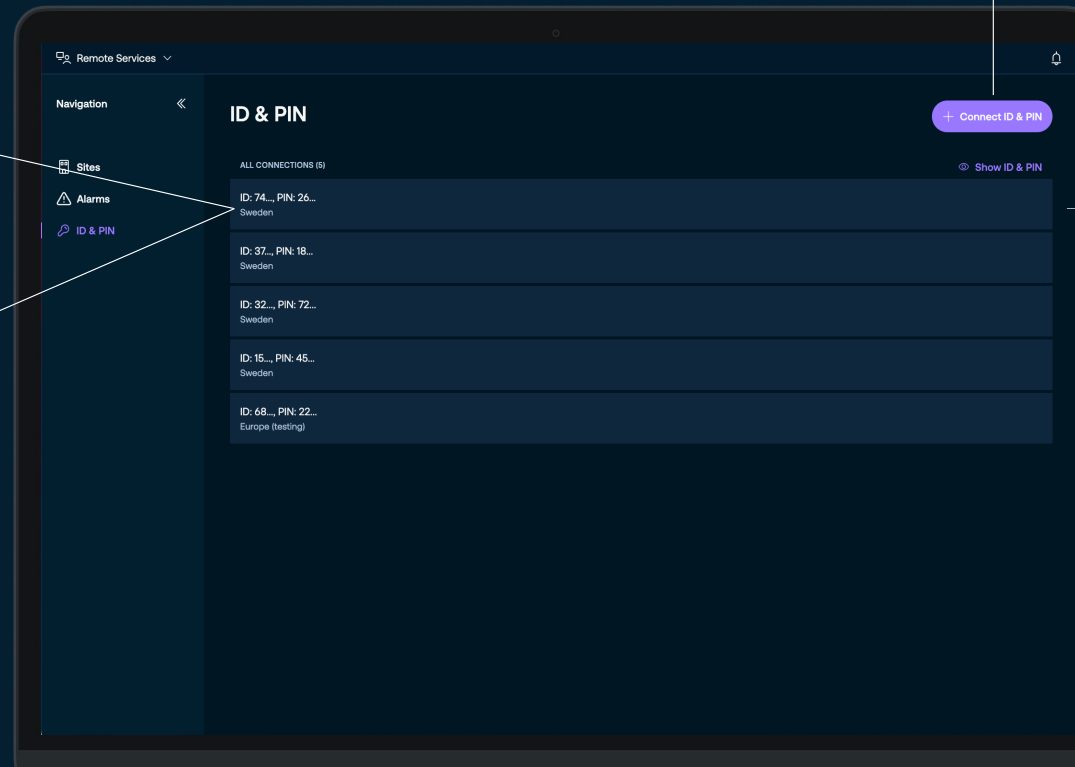 Remote Services
Navigation
Sites
Alarms
ID & PIN
ID & PIN
Connect ID & PIN
ALL CONNECTIONS (5)
Show ID & PIN
ID: 74..., PIN: 26...
Sweden
ID: 37..., PIN: 18...
Sweden
ID: 32..., PIN: 72...
Sweden
ID: 15..., PIN: 45...
Sweden
ID: 68..., PIN: 22...
Europe (testing)